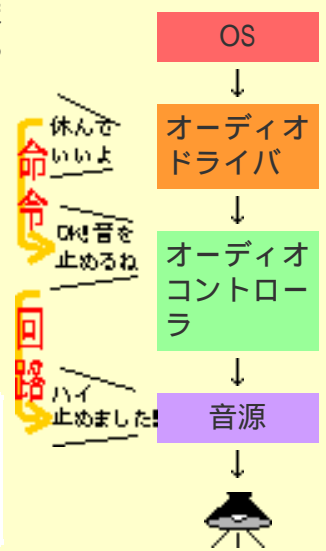 OS
↓
オーディオ
ドライバ
↓
オーディオ
コントロー
ラ
↓
音源
↓
休んで
いいよ
命令
OK!音を
止めるね
回路
ハイ
止めました!